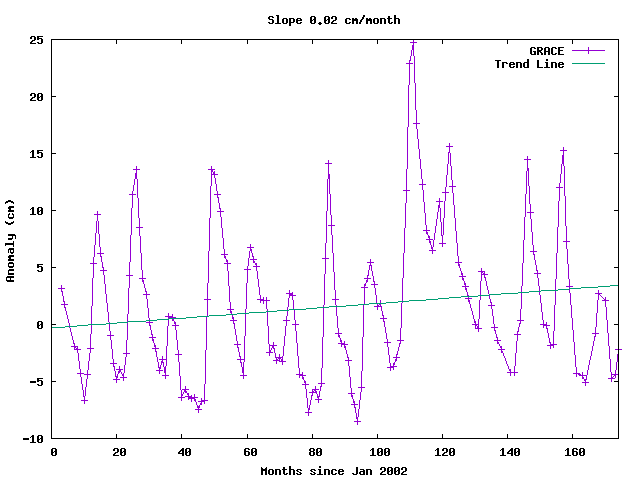 Slope 0.02 cm/month
GRACE
Trend Line
25
20
15
10
5
0
-5
-10
Anomaly (cm)
0 20 40 60 80 100 120 140 160
Months since Jan 2002